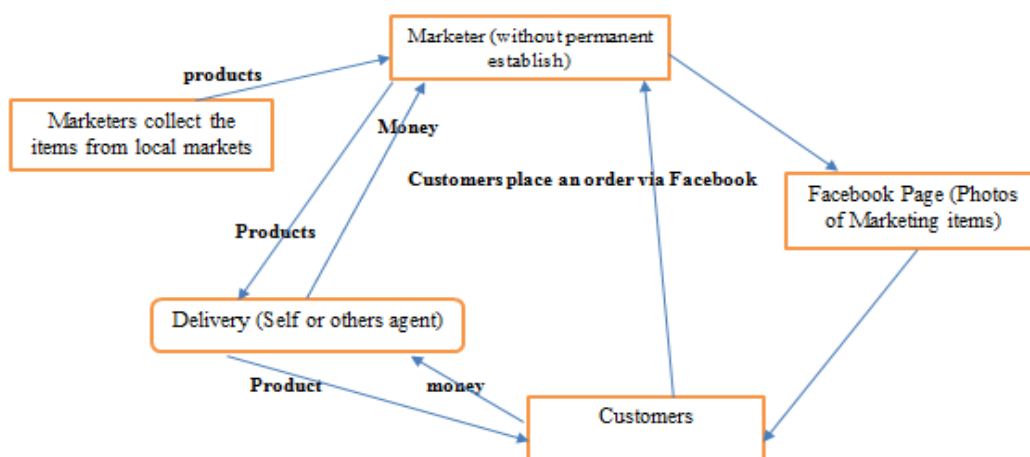 Marketer (without permanent
establish)
products
Marketers collect the
items from local markets
Money
Customers place an order via Facebook
Facebook Page (Photos
of Marketing items)
Products
Delivery (Self or others agent)
Product
money
Customers